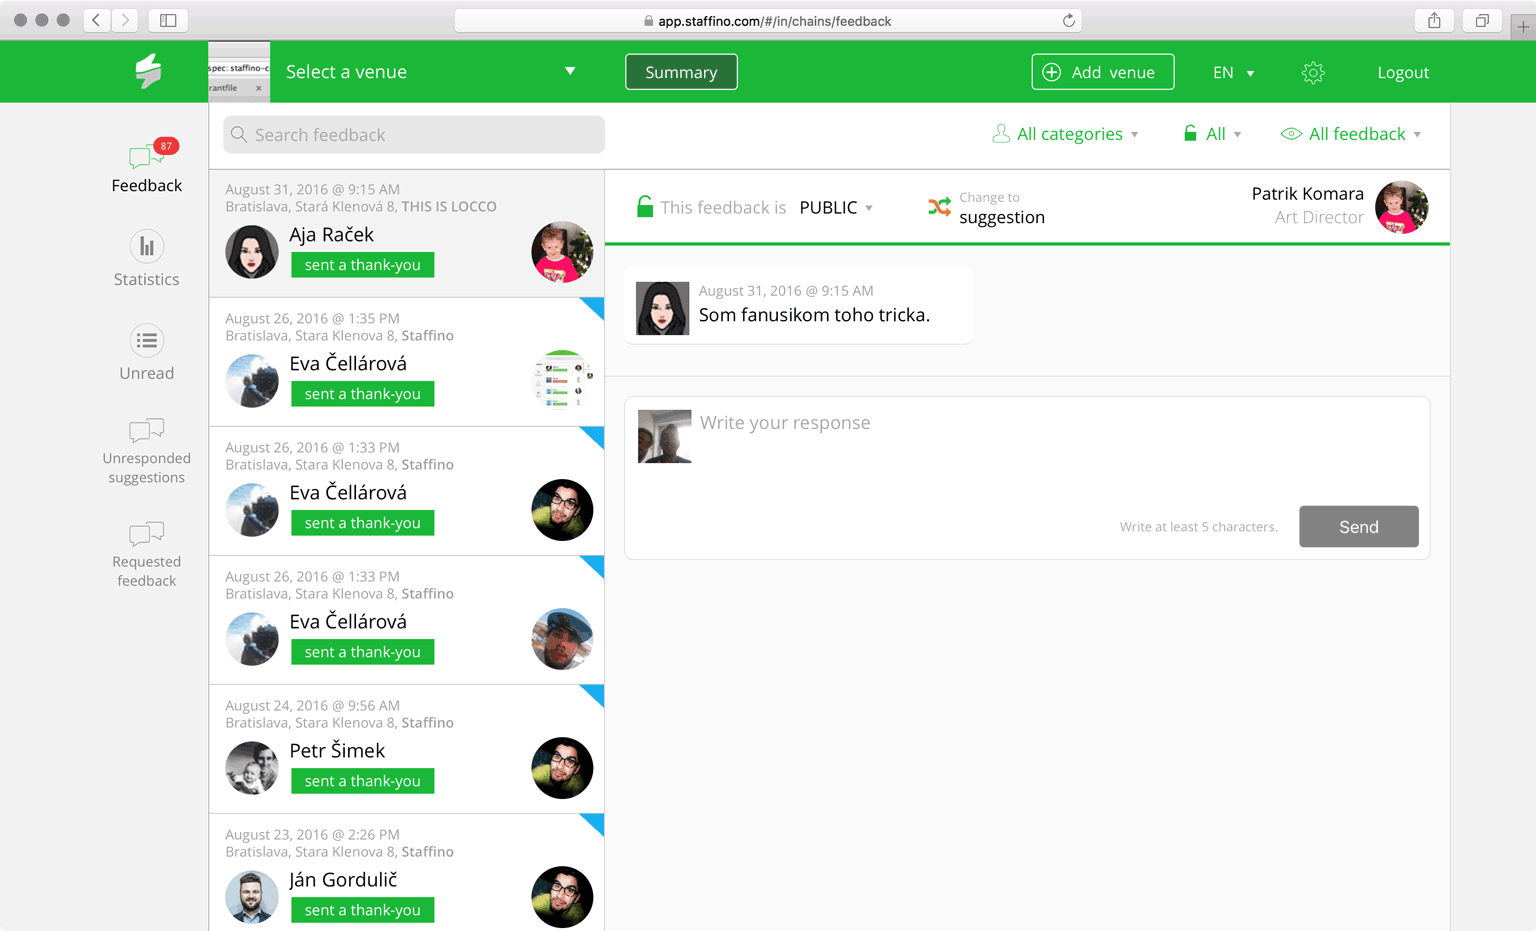 app.staffino.com/#/in/chains/feedback
spec: staffino-c
rantfile
Select a venue
Summary
Add venue
EN
Logout
87
Feedback
Statistics
Unread
Unresponded
suggestions
Requested
feedback
Search feedback
All categories
All
All feedback
August 31, 2016 @ 9:15 AM
Bratislava, Stará Klenová 8, THIS IS LOCCO
Aja Raček
sent a thank-you
August 26, 2016 @ 1:35 PM
Bratislava, Stara Klenova 8, Staffino
Eva Čellárová
sent a thank-you
August 26, 2016 @ 1:33 PM
Bratislava, Stara Klenova 8, Staffino
Eva Čellárová
sent a thank-you
August 26, 2016 @ 1:33 PM
Bratislava, Stara Klenova 8, Staffino
Eva Čellárová
sent a thank-you
August 24, 2016 @ 9:56 AM
Bratislava, Stara Klenova 8, Staffino
Petr Šimek
sent a thank-you
August 23, 2016 @ 2:26 PM
Bratislava, Stara Klenova 8, Staffino
Ján Gordulič
sent a thank-you
This feedback is PUBLIC
Change to
suggestion
Patrik Komara
Art Director
August 31, 2016 @ 9:15 AM
Som fanusikom toho tricka.
Write your response
Write at least 5 characters.
Send